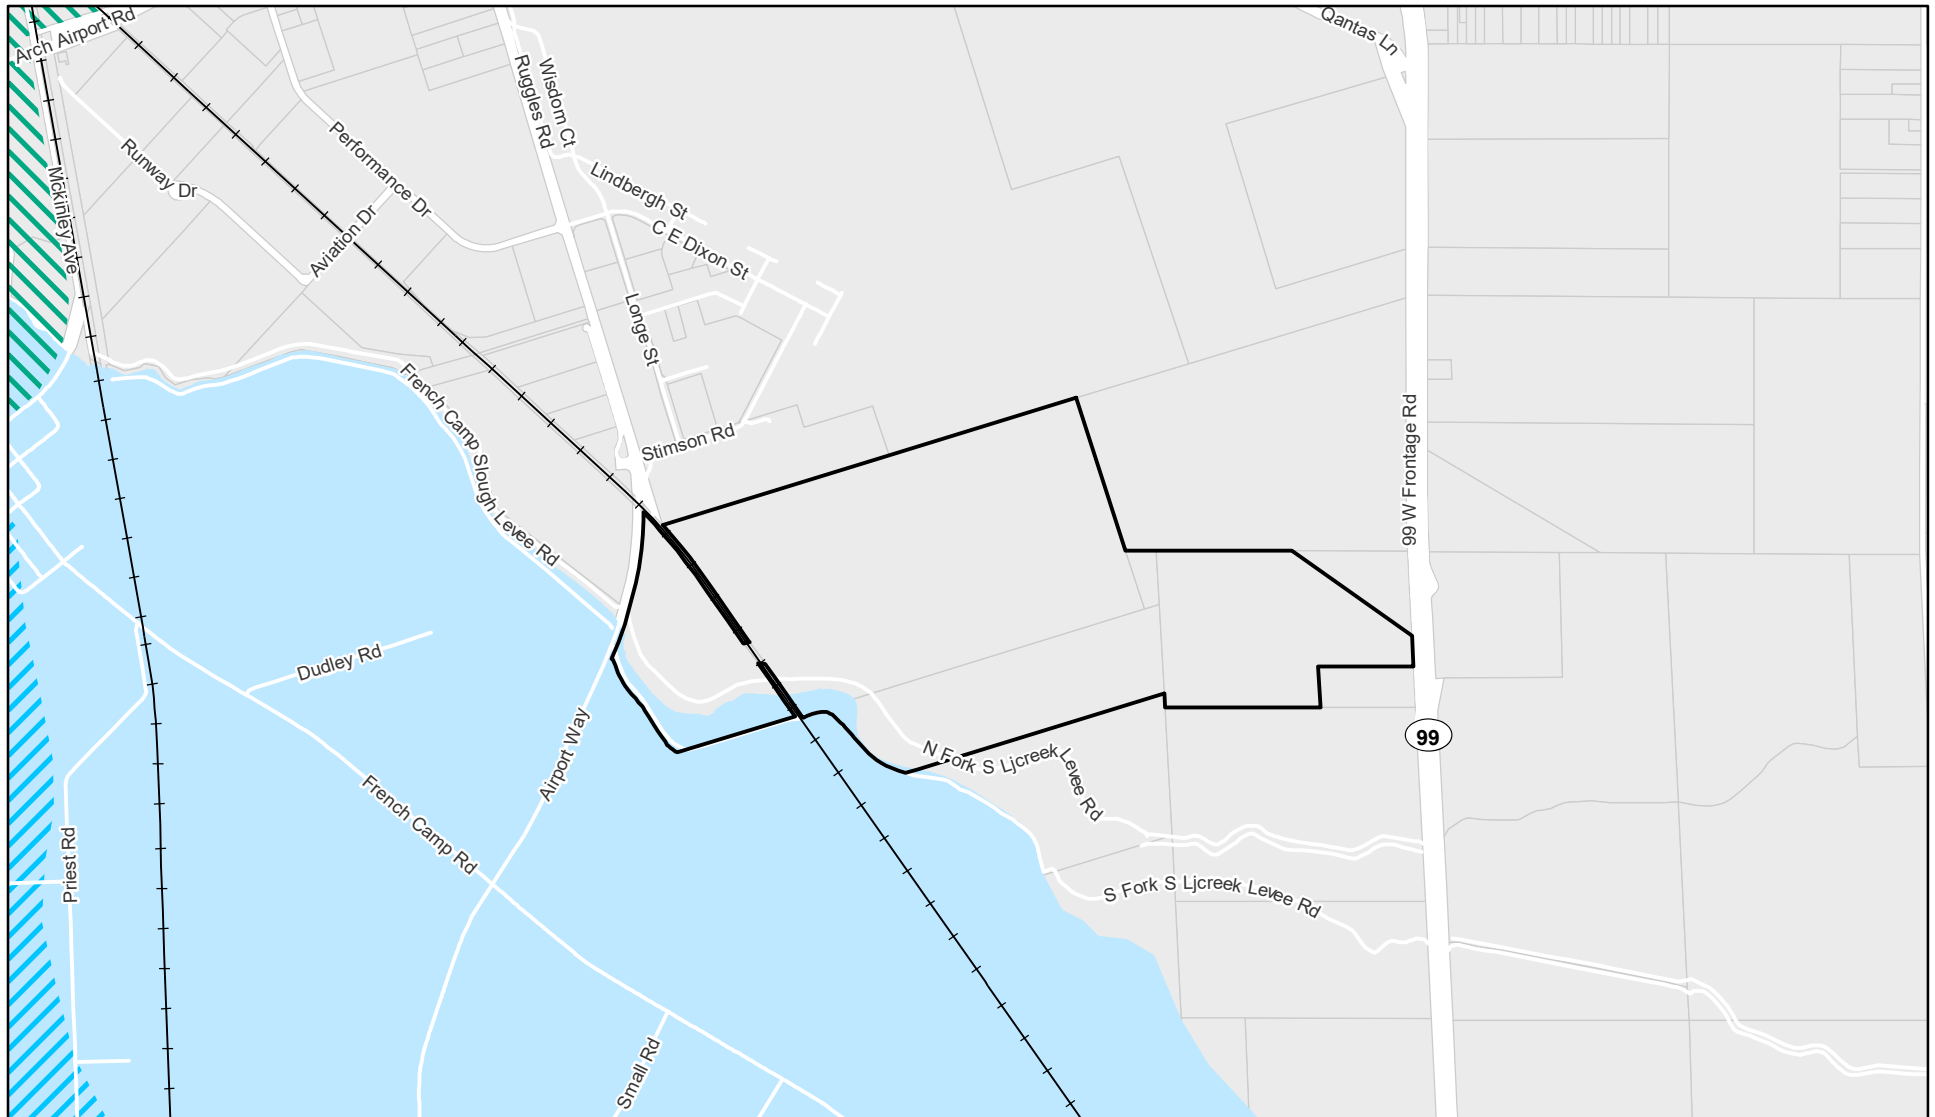 Arch Airport Rd
Qantas Ln
Wisdom Ct
Ruggles Rd
Performance Dr
Runway Dr
Mckinley Ave
Lindbergh St
Aviation Dr
C E Dixon St
Longe St
French Camp Slough Levee Rd
Stimson Rd
99 W Frontage Rd
Dudley Rd
Airport Way
N Fork S Ljcreek Levee Rd
99
French Camp Rd
Priest Rd
S Fork S Ljcreek Levee Rd
Small Rd